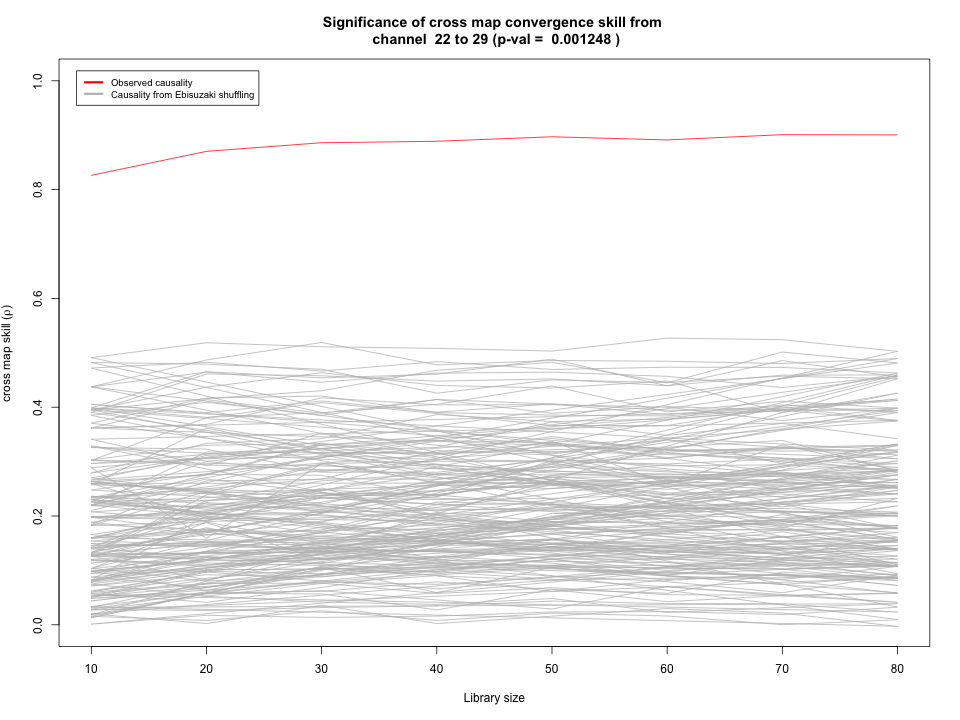 Significance of cross map convergence skill from
channel  22 to 29 (p-val =  0.001248 )
Observed causality
Causality from Ebisuzaki shuffling
cross map skill (ρ)
1.0
0.8
0.6
0.4
0.2
0.0
10 20 30 40 50 60 70 80
Library size